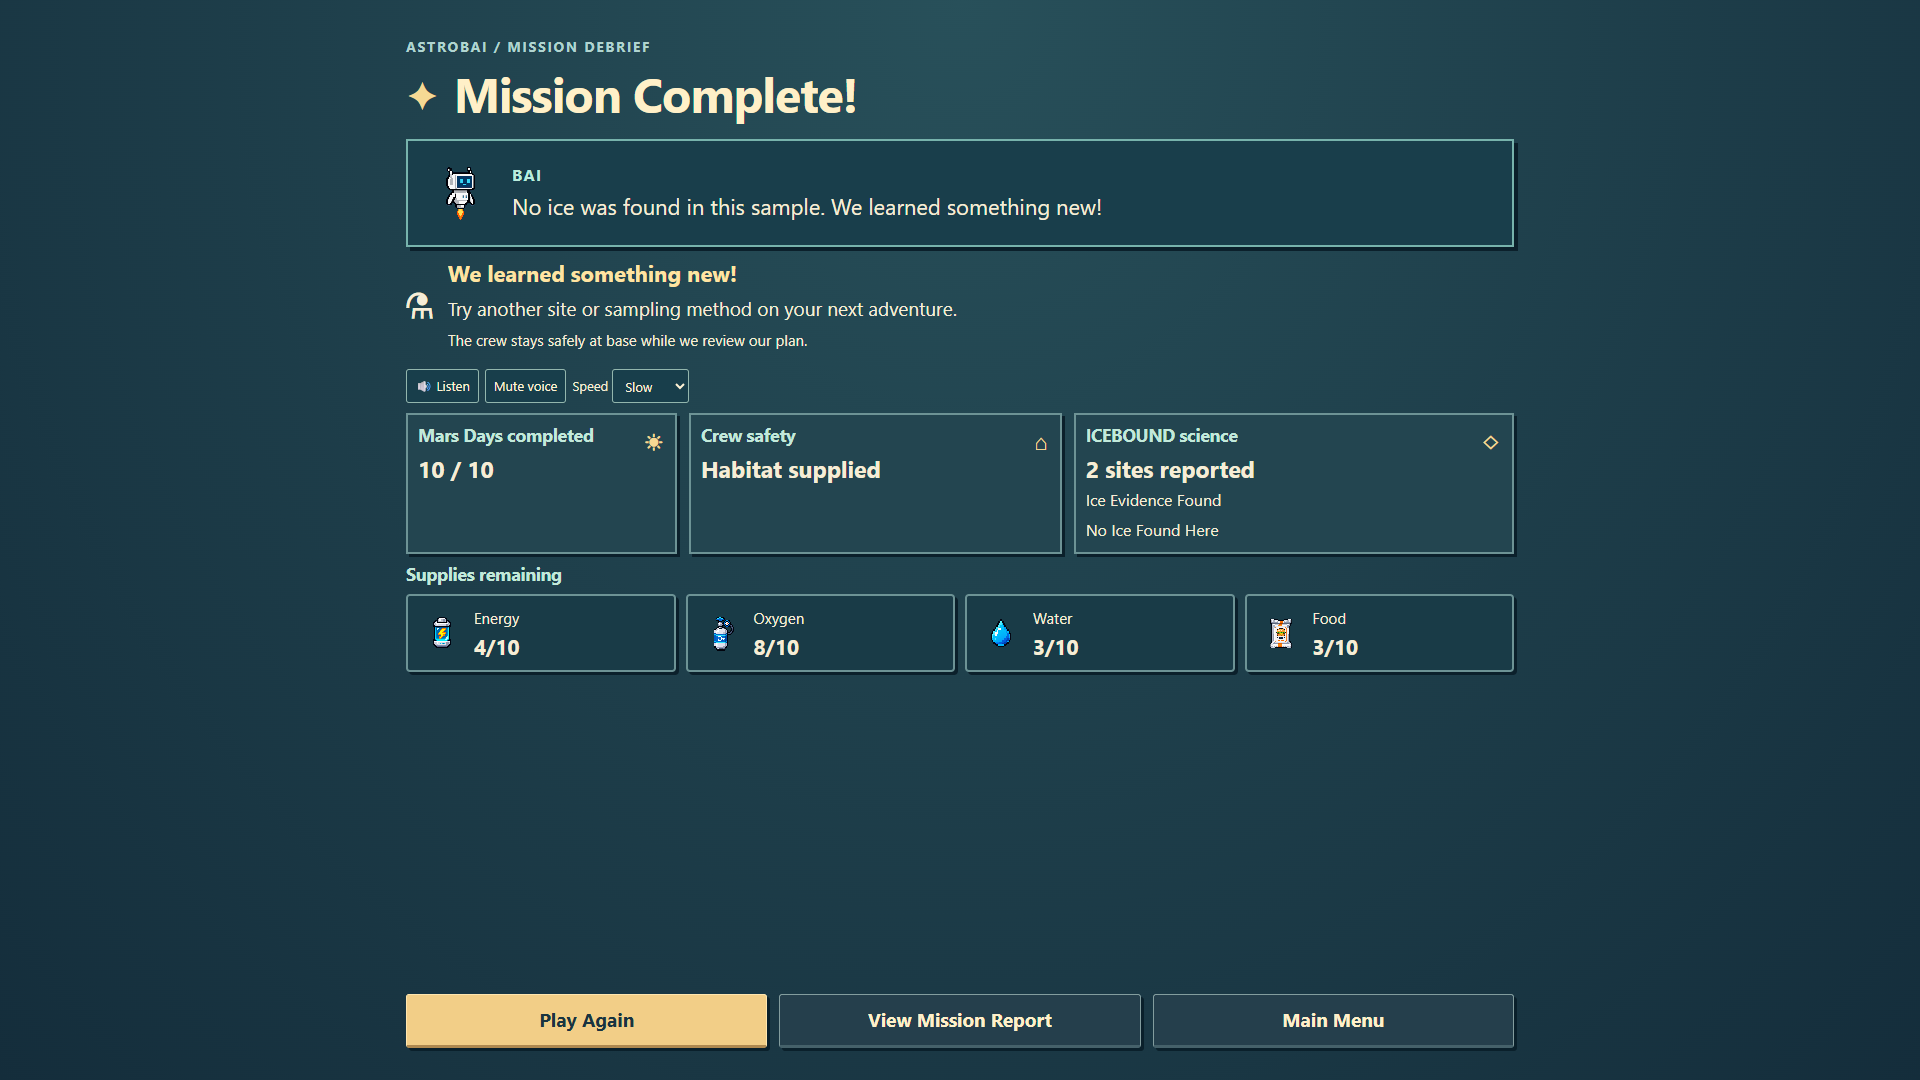 ASTROBAI / MISSION DEBRIEF
✦ Mission Complete!
BAI
No ice was found in this sample. We learned something new!
We learned something new!
Try another site or sampling method on your next adventure.
The crew stays safely at base while we review our plan.
Listen
Mute voice
Speed
Slow
Mars Days completed
10 / 10
Crew safety
Habitat supplied
ICEBOUND science
2 sites reported
Ice Evidence Found
No Ice Found Here
Supplies remaining
Energy
4/10
Oxygen
8/10
Water
3/10
Food
3/10
Play Again
View Mission Report
Main Menu